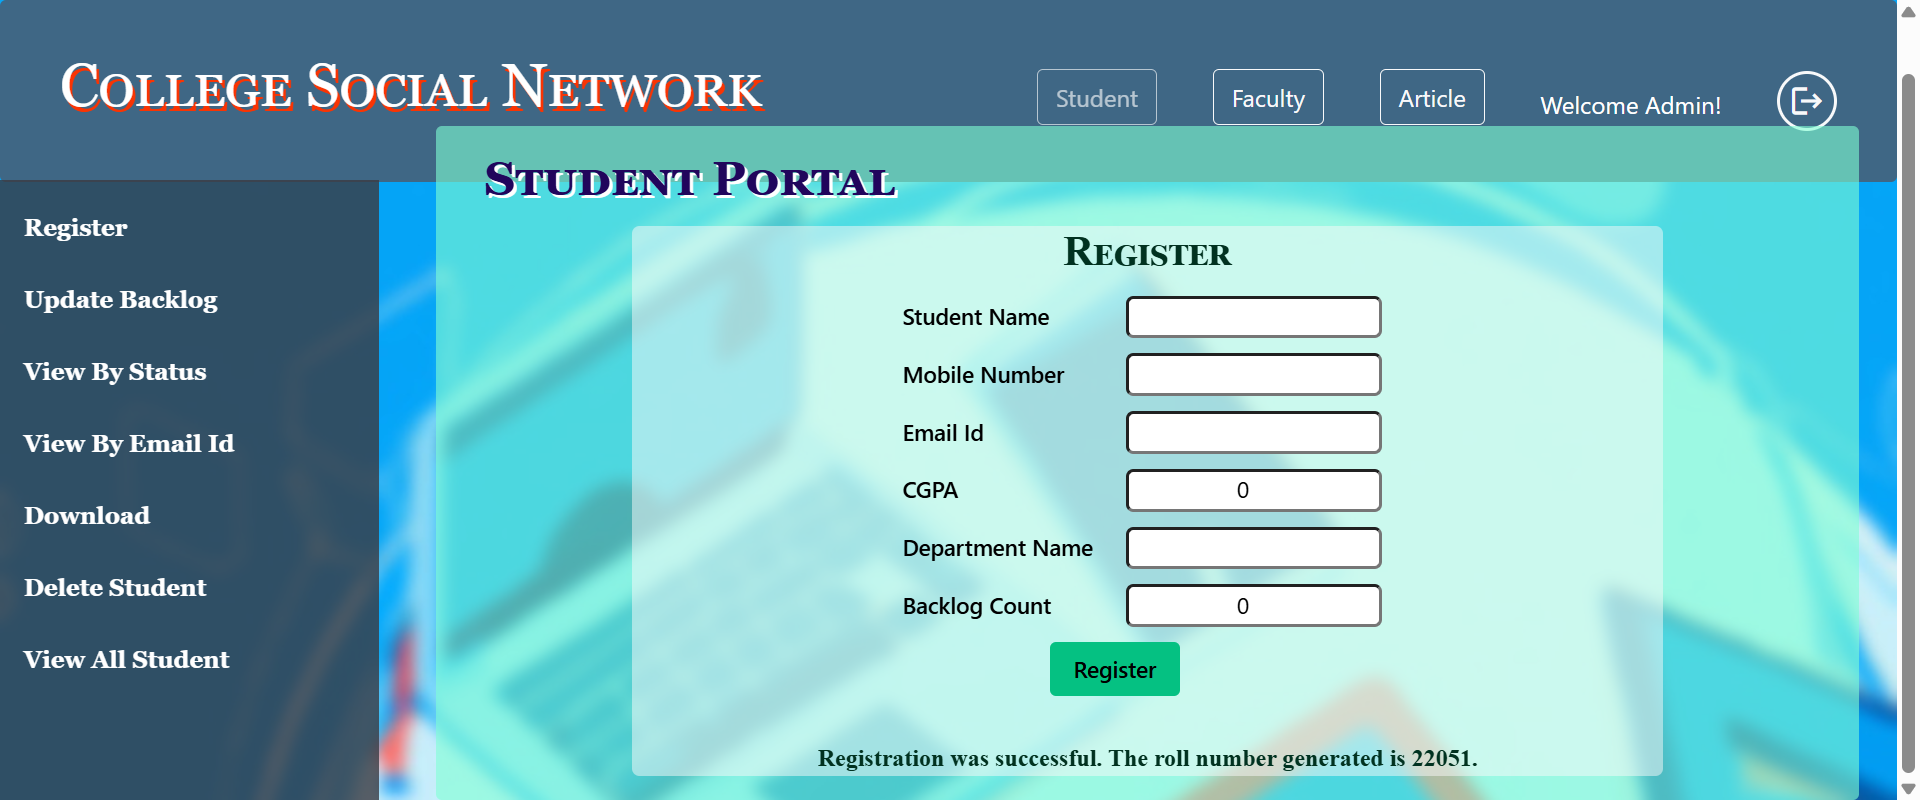 College Social Network
Student
Faculty
Article
Welcome Admin!
Student Portal
Register
Update Backlog
View By Status
View By Email Id
Download
Delete Student
View All Student
Register
Student Name
Mobile Number
Email Id
CGPA 0
Department Name
Backlog Count 0
Register
Registration was successful. The roll number generated is 22051.